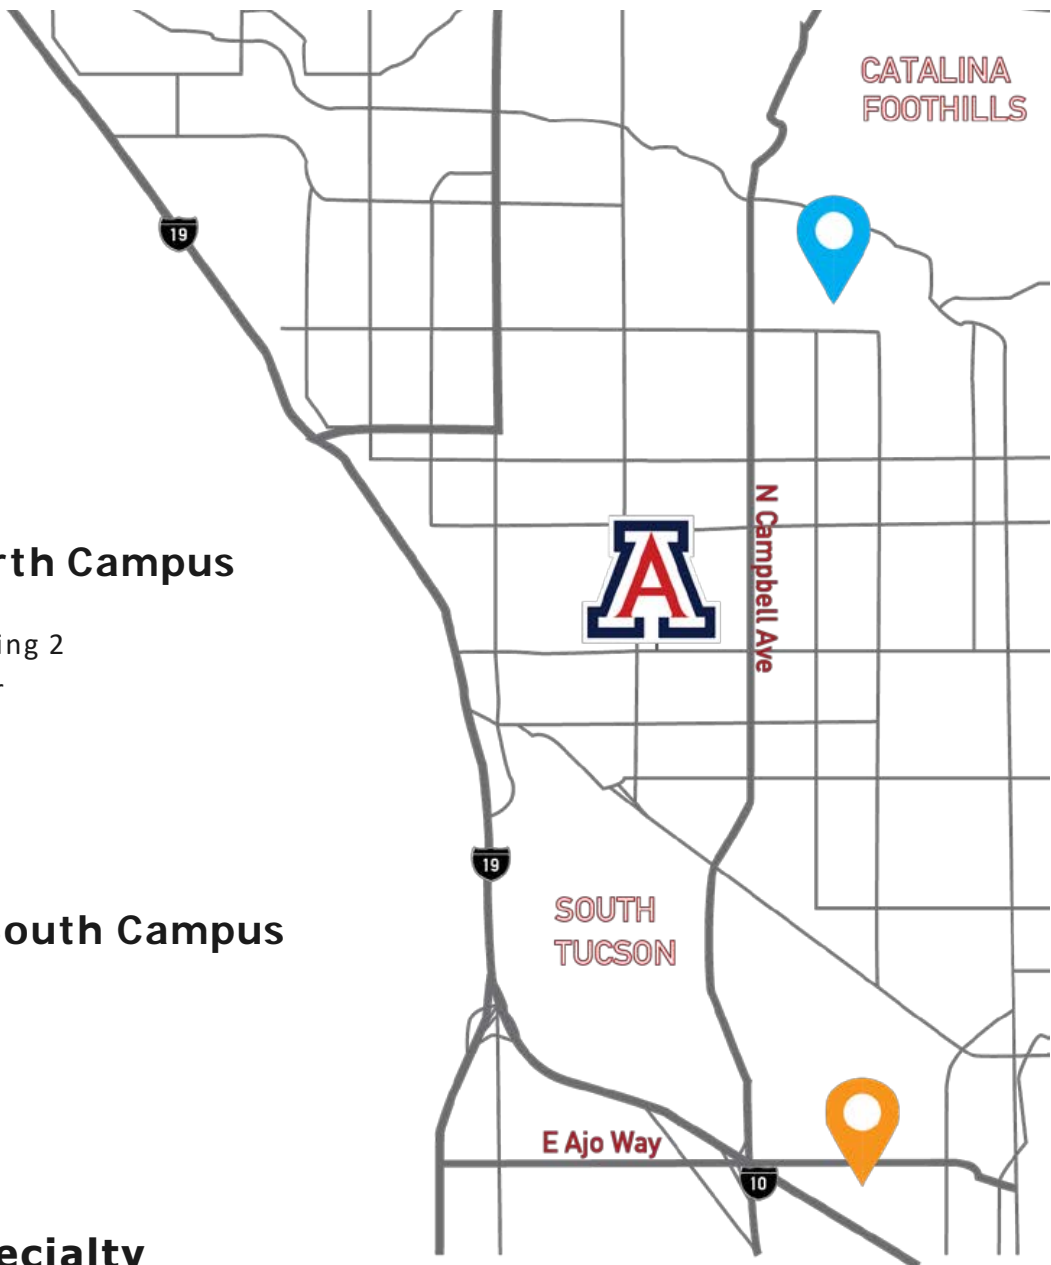 CATALINA
FOOTHILLS
19
N Campbell Ave
A
rth Campus
ing 2
19
SOUTH
TUCSON
outh Campus
E Ajo Way
10
ecialty